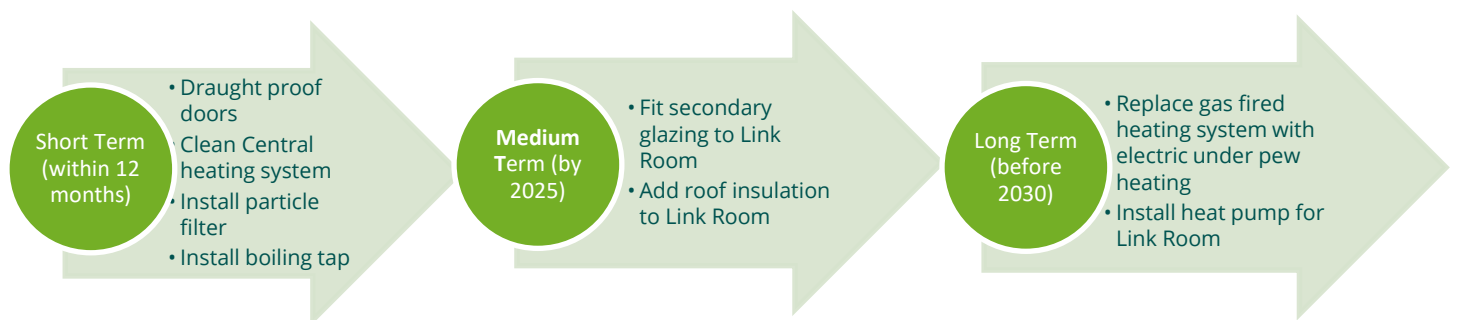 Short Term
(within 12
months)
• Draught proof
doors
• Clean Central
heating system
• Install particle
filter
• Install boiling tap
Medium
Term (by
2025)
• Fit secondary
glazing to Link
Room
• Add roof insulation
to Link Room
Long Term
(before
2030)
• Replace gas fired
heating system with
electric under pew
heating
• Install heat pump for
Link Room